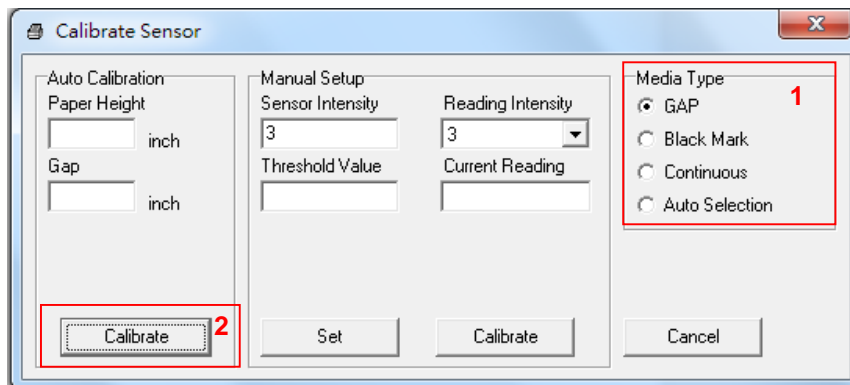 Calibrate Sensor
Auto Calibration
Paper Height
inch
Gap
inch
Calibrate
2
Manual Setup
Sensor Intensity
Reading Intensity
3
3
Threshold Value
Current Reading
Set
Calibrate
Media Type
1
GAP
Black Mark
Continuous
Auto Selection
Cancel